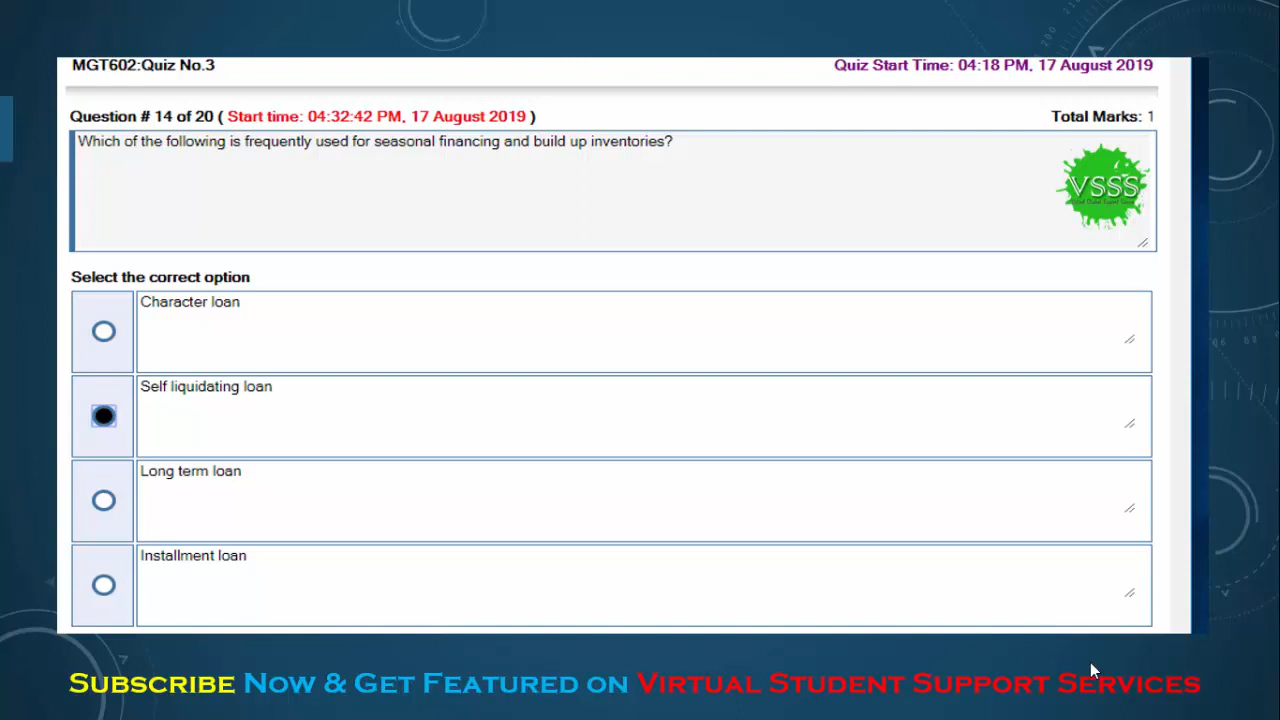 MGT602:Quiz No.3
Quiz Start Time: 04:18 PM, 17 August 2019
Question # 14 of 20 ( Start time: 04:32:42 PM, 17 August 2019 )
Total Marks: 1
Which of the following is frequently used for seasonal financing and build up inventories?
VSSS
Select the correct option
Character loan
Self liquidating loan
Long term loan
Installment loan
SUBSCRIBE NOW & GET FEATURED ON VIRTUAL STUDENT SUPPORT SERVICES